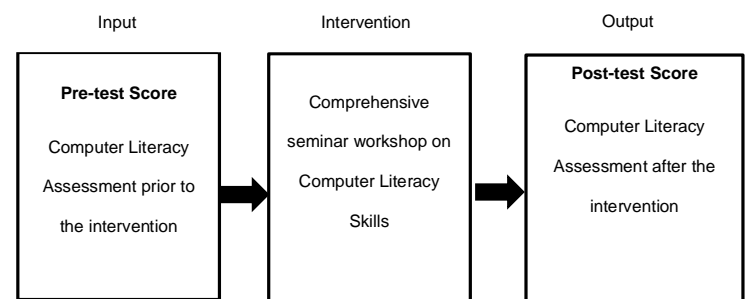 Input
Intervention
Output
Pre-test Score
Computer Literacy
Assessment prior to
the intervention
Comprehensive
seminar workshop on
Computer Literacy
Skills
Post-test Score
Computer Literacy
Assessment after the
intervention